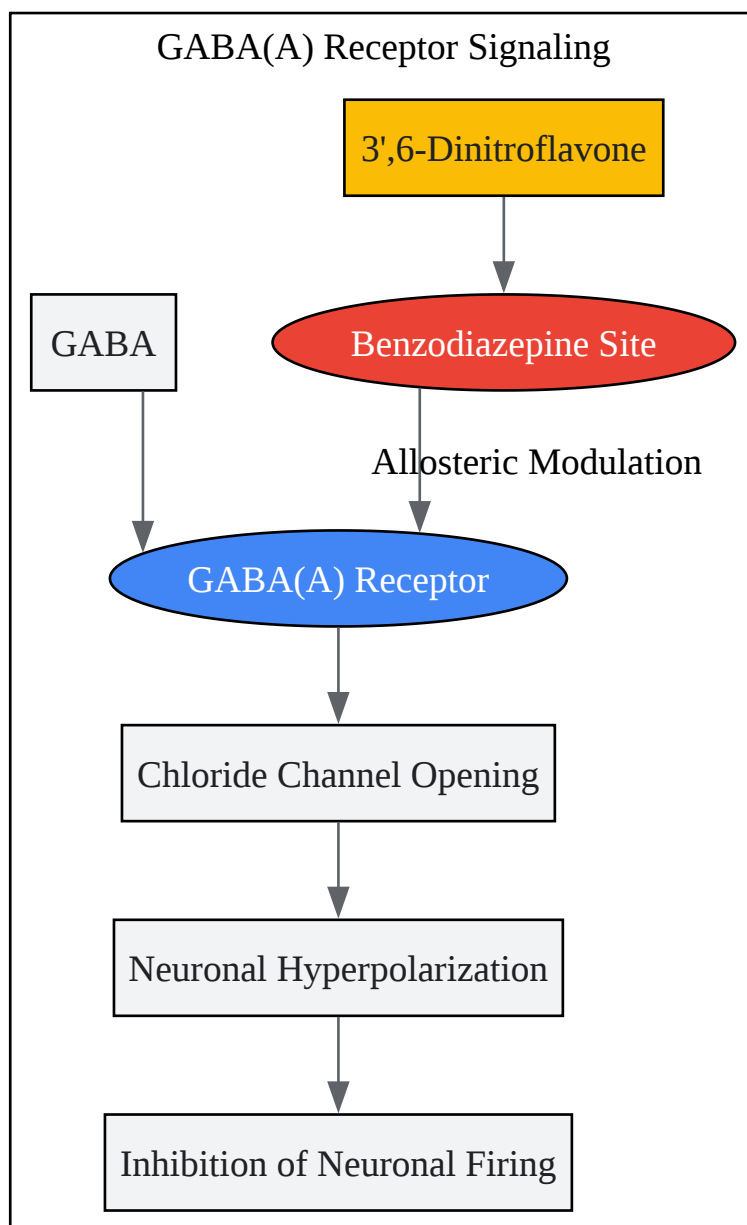 GABA(A) Receptor Signaling
3',6-Dinitroflavone
GABA
Benzodiazepine Site
Allosteric Modulation
GABA(A) Receptor
Chloride Channel Opening
Neuronal Hyperpolarization
Inhibition of Neuronal Firing